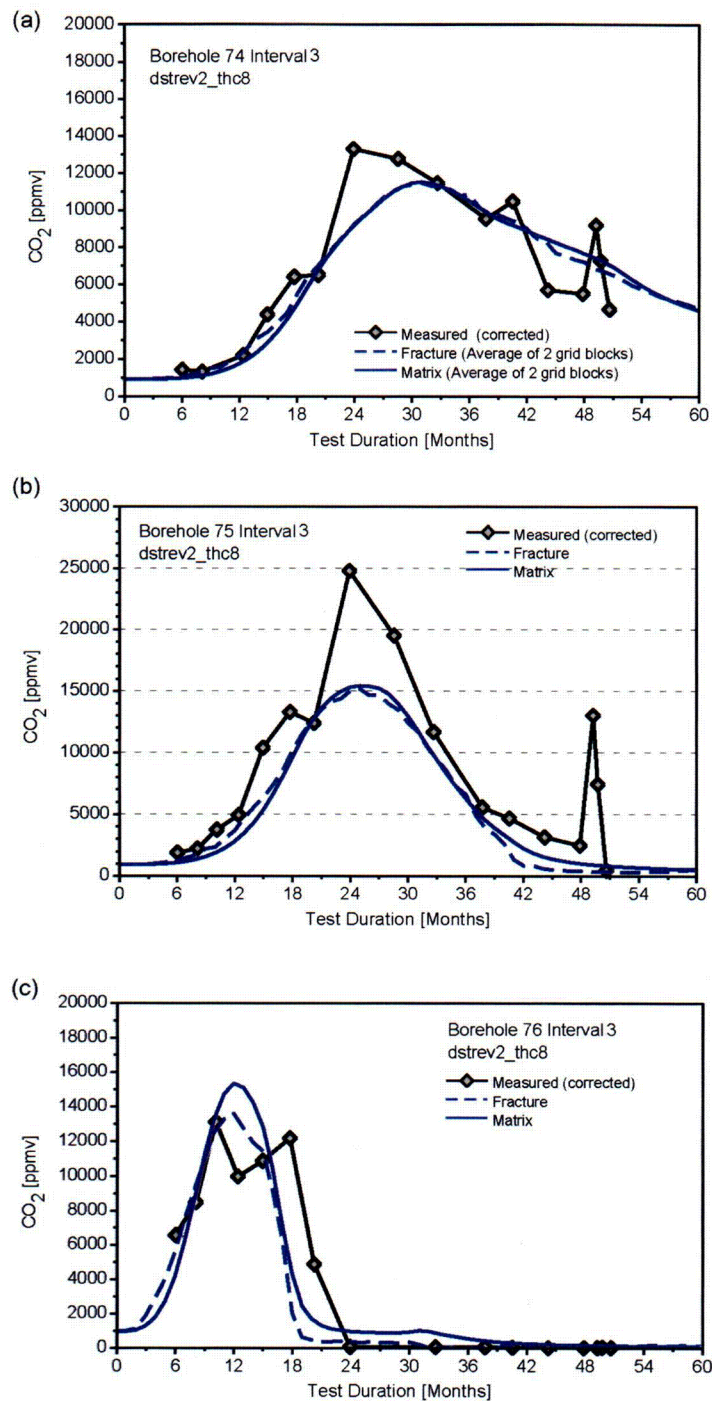 (a)
20000
18000
16000
14000
12000
10000
8000
6000
4000
2000
0
CO2 [ppmv]
Borehole 74 Interval 3
dstrev2_thc8
Measured (corrected)
Fracture (Average of 2 grid blocks)
Matrix (Average of 2 grid blocks)
0 6 12 18 24 30 36 42 48 54 60
Test Duration [Months]
(b)
30000
25000
20000
15000
10000
5000
0
CO2 [ppmv]
Borehole 75 Interval 3
dstrev2_thc8
Measured (corrected)
Fracture
Matrix
0 6 12 18 24 30 36 42 48 54 60
Test Duration [Months]
(c)
20000
18000
16000
14000
12000
10000
8000
6000
4000
2000
0
CO2 [ppmv]
Borehole 76 Interval 3
dstrev2_thc8
Measured (corrected)
Fracture
Matrix
0 6 12 18 24 30 36 42 48 54 60
Test Duration [Months]